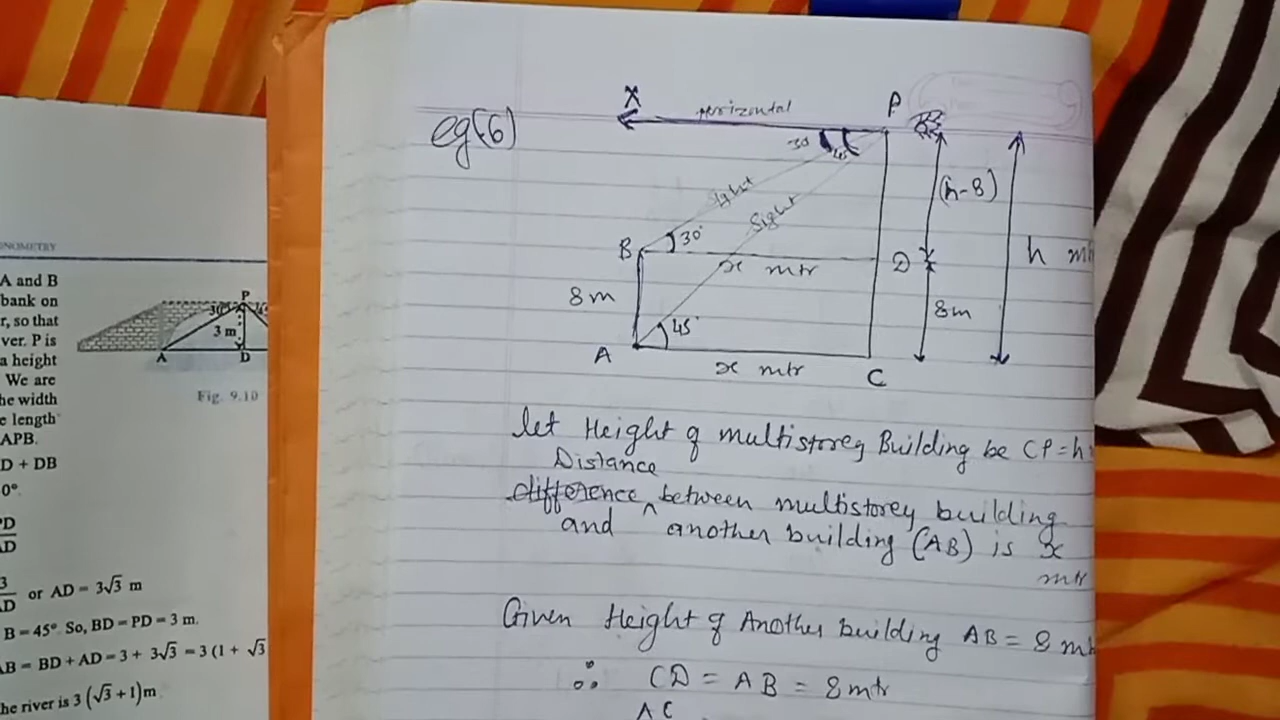 ONOMETRY
A and B
bank on
r, so that
ver. P is
a height
We are
he width
e length
APB.
D + DB
0°.
PD
AD
3
AD or AD = 3√3 m
B = 45°. So, BD = PD = 3 m.
AB = BD + AD = 3 + 3√3 = 3 (1 + √3
he river is 3 (√3 + 1) m
P
30°
3 m
A
D
Fig. 9.10
eg(6)
X
Horizontal
P
30
45
Sight
Sight
(h-8)
B
30°
x mtr
D
h
8m
8m
45°
A
x mtr
C
let Height of multistorey Building be CP = h
Distance
difference ^ between multistorey building
and another building (AB) is x
mtr
Given Height of Another building AB = 8 m
∴ CD = AB = 8 mtr
AC